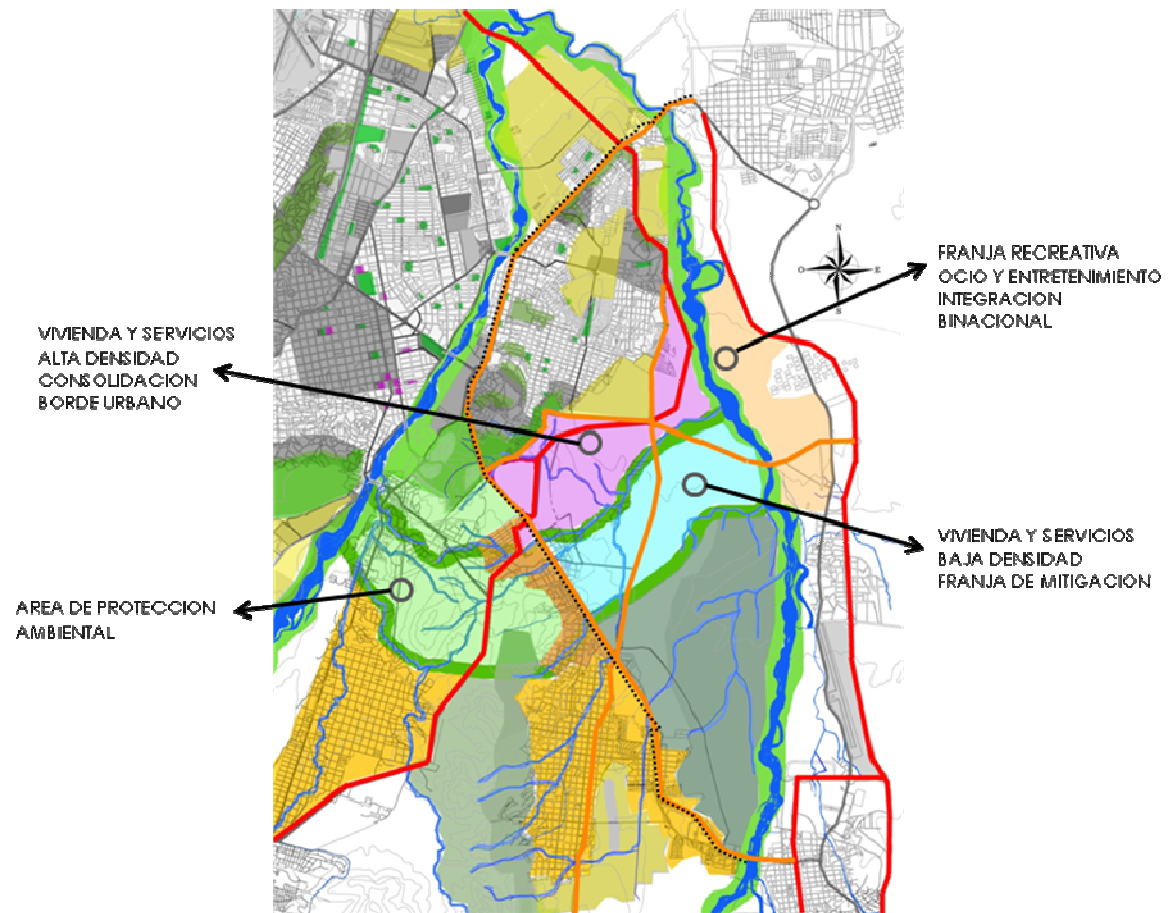 FRANJA RECREATIVA
OCIO Y ENTRETENIMIENTO
INTEGRACION
BINACIONAL
VIVIENDA Y SERVICIOS
ALTA DENSIDAD
CONSOLIDACION
BORDE URBANO
VIVIENDA Y SERVICIOS
BAJA DENSIDAD
FRANJA DE MITIGACION
AREA DE PROTECCION
AMBIENTAL
N
O
E
S